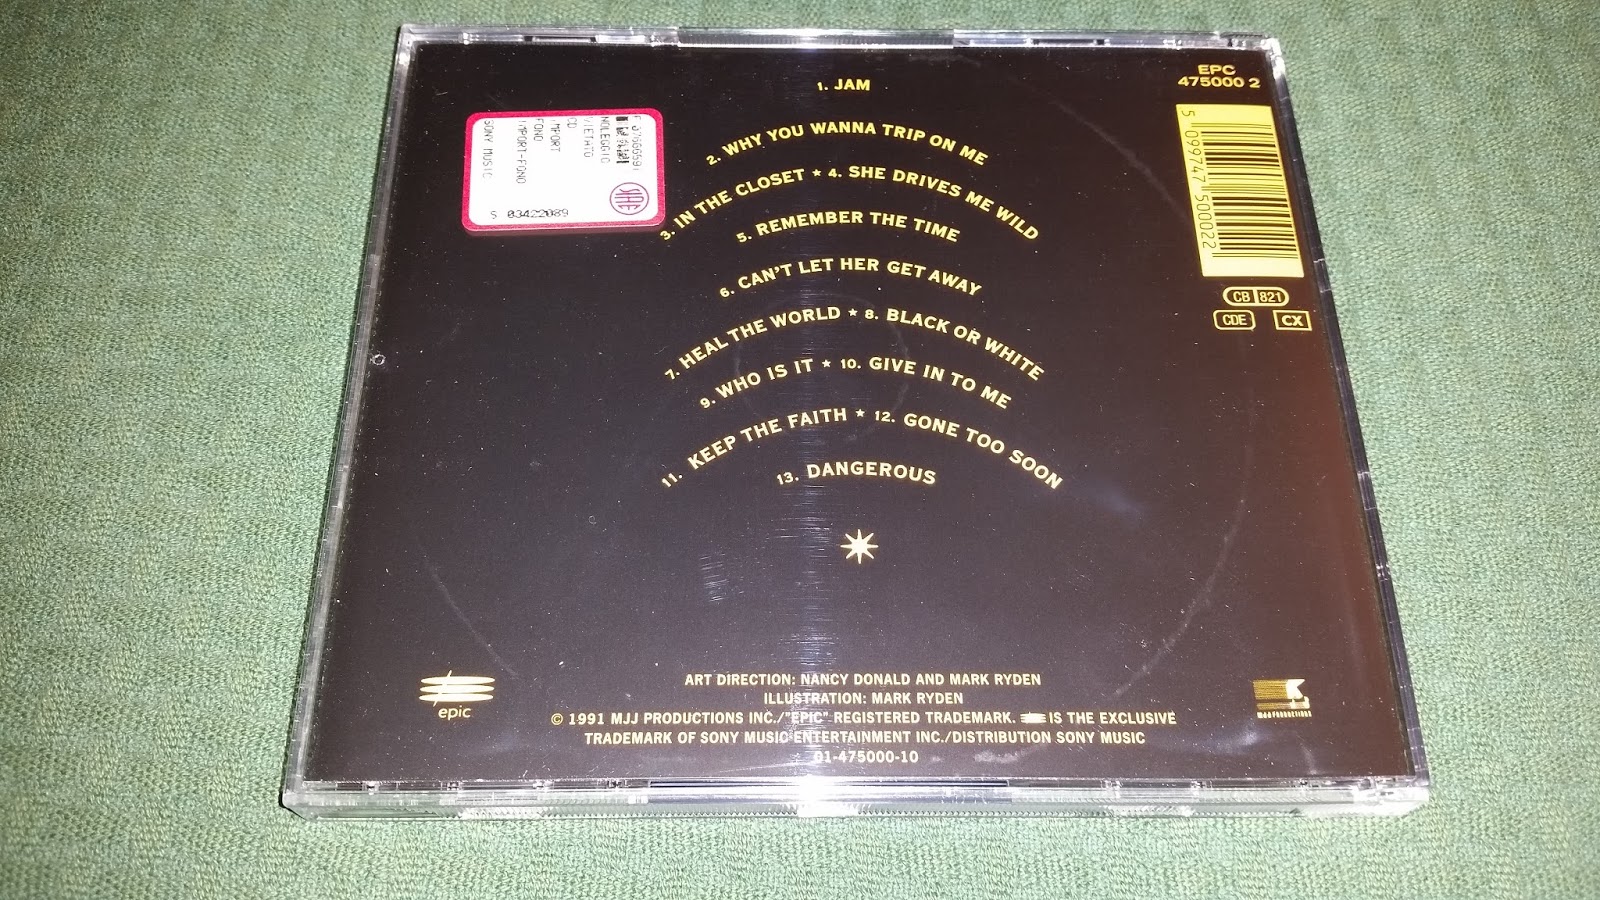 1. JAM
2. WHY YOU WANNA TRIP ON ME
3. IN THE CLOSET ★ 4. SHE DRIVES ME WILD
5. REMEMBER THE TIME
6. CAN'T LET HER GET AWAY
7. HEAL THE WORLD ★ 8. BLACK OR WHITE
9. WHO IS IT ★ 10. GIVE IN TO ME
11. KEEP THE FAITH ★ 12. GONE TOO SOON
13. DANGEROUS
EPC
475000 2
5 099747 500022
CB 821
CDE CX
NOLEGGIO
VIETATO
CD
IMPORT
FONO
IMPORT-FONO
SONY MUSIC
SIAE
S 03422089
epic
ART DIRECTION: NANCY DONALD AND MARK RYDEN
ILLUSTRATION: MARK RYDEN
© 1991 MJJ PRODUCTIONS INC./"EPIC" REGISTERED TRADEMARK. IS THE EXCLUSIVE
TRADEMARK OF SONY MUSIC ENTERTAINMENT INC./DISTRIBUTION SONY MUSIC
01-475000-10
MJJ PRODUCTIONS